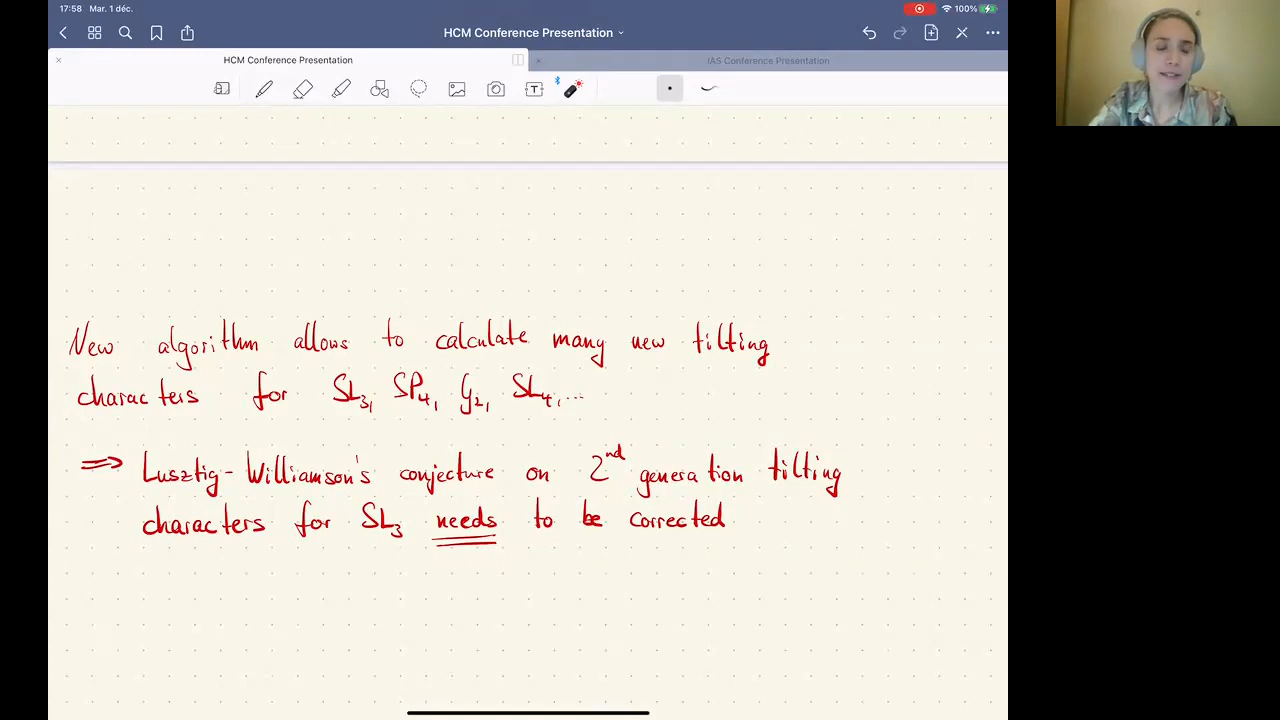 17:58 Mar. 1 déc.
100%
HCM Conference Presentation
HCM Conference Presentation
IAS Conference Presentation
T
New algorithm allows to calculate many new tilting
characters for SL3, SP4, G2, SL4, ...
⇒ Lusztig-Williamson's conjecture on 2nd generation tilting
characters for SL3 needs to be corrected